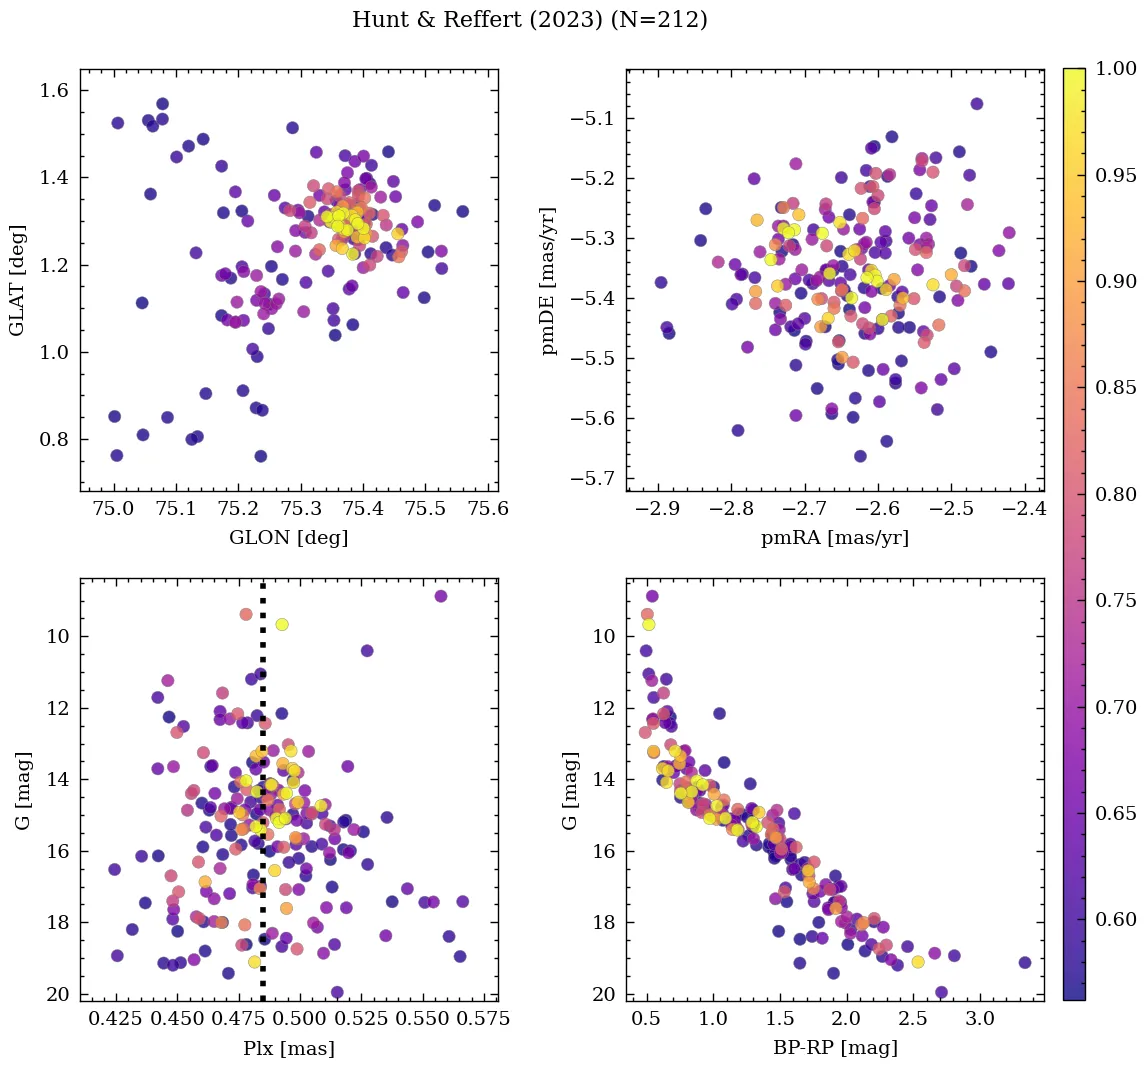 Hunt & Reffert (2023) (N=212)
1.6
1.4
1.2
1.0
0.8
GLAT [deg]
75.0 75.1 75.2 75.3 75.4 75.5 75.6
GLON [deg]
−5.1
−5.2
−5.3
−5.4
−5.5
−5.6
−5.7
pmDE [mas/yr]
−2.9 −2.8 −2.7 −2.6 −2.5 −2.4
pmRA [mas/yr]
10
12
14
16
18
20
G [mag]
0.425 0.450 0.475 0.500 0.525 0.550 0.575
Plx [mas]
10
12
14
16
18
20
G [mag]
0.5 1.0 1.5 2.0 2.5 3.0
BP-RP [mag]
1.00
0.95
0.90
0.85
0.80
0.75
0.70
0.65
0.60